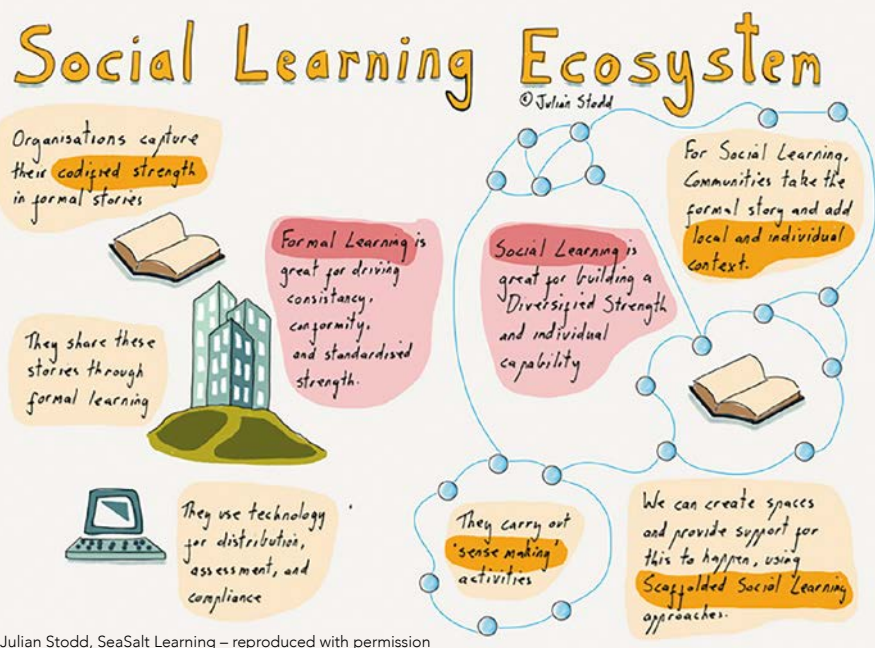 Social Learning Ecosystem
© Julian Stodd
Organisations capture
their codified strength
in formal stories
They share these
stories through
formal learning
They use technology
for distribution,
assessment, and
compliance
Formal Learning is
great for driving
consistancy,
conformity,
and standardised
strength.
Social Learning is
great for building a
Diversified Strength
and individual
capability
For Social Learning,
Communities take the
formal story and add
local and individual
context.
They carry out
'sense making'
activities
We can create spaces
and provide support for
this to happen, using
Scaffolded Social Learning
approaches.
Julian Stodd, SeaSalt Learning – reproduced with permission